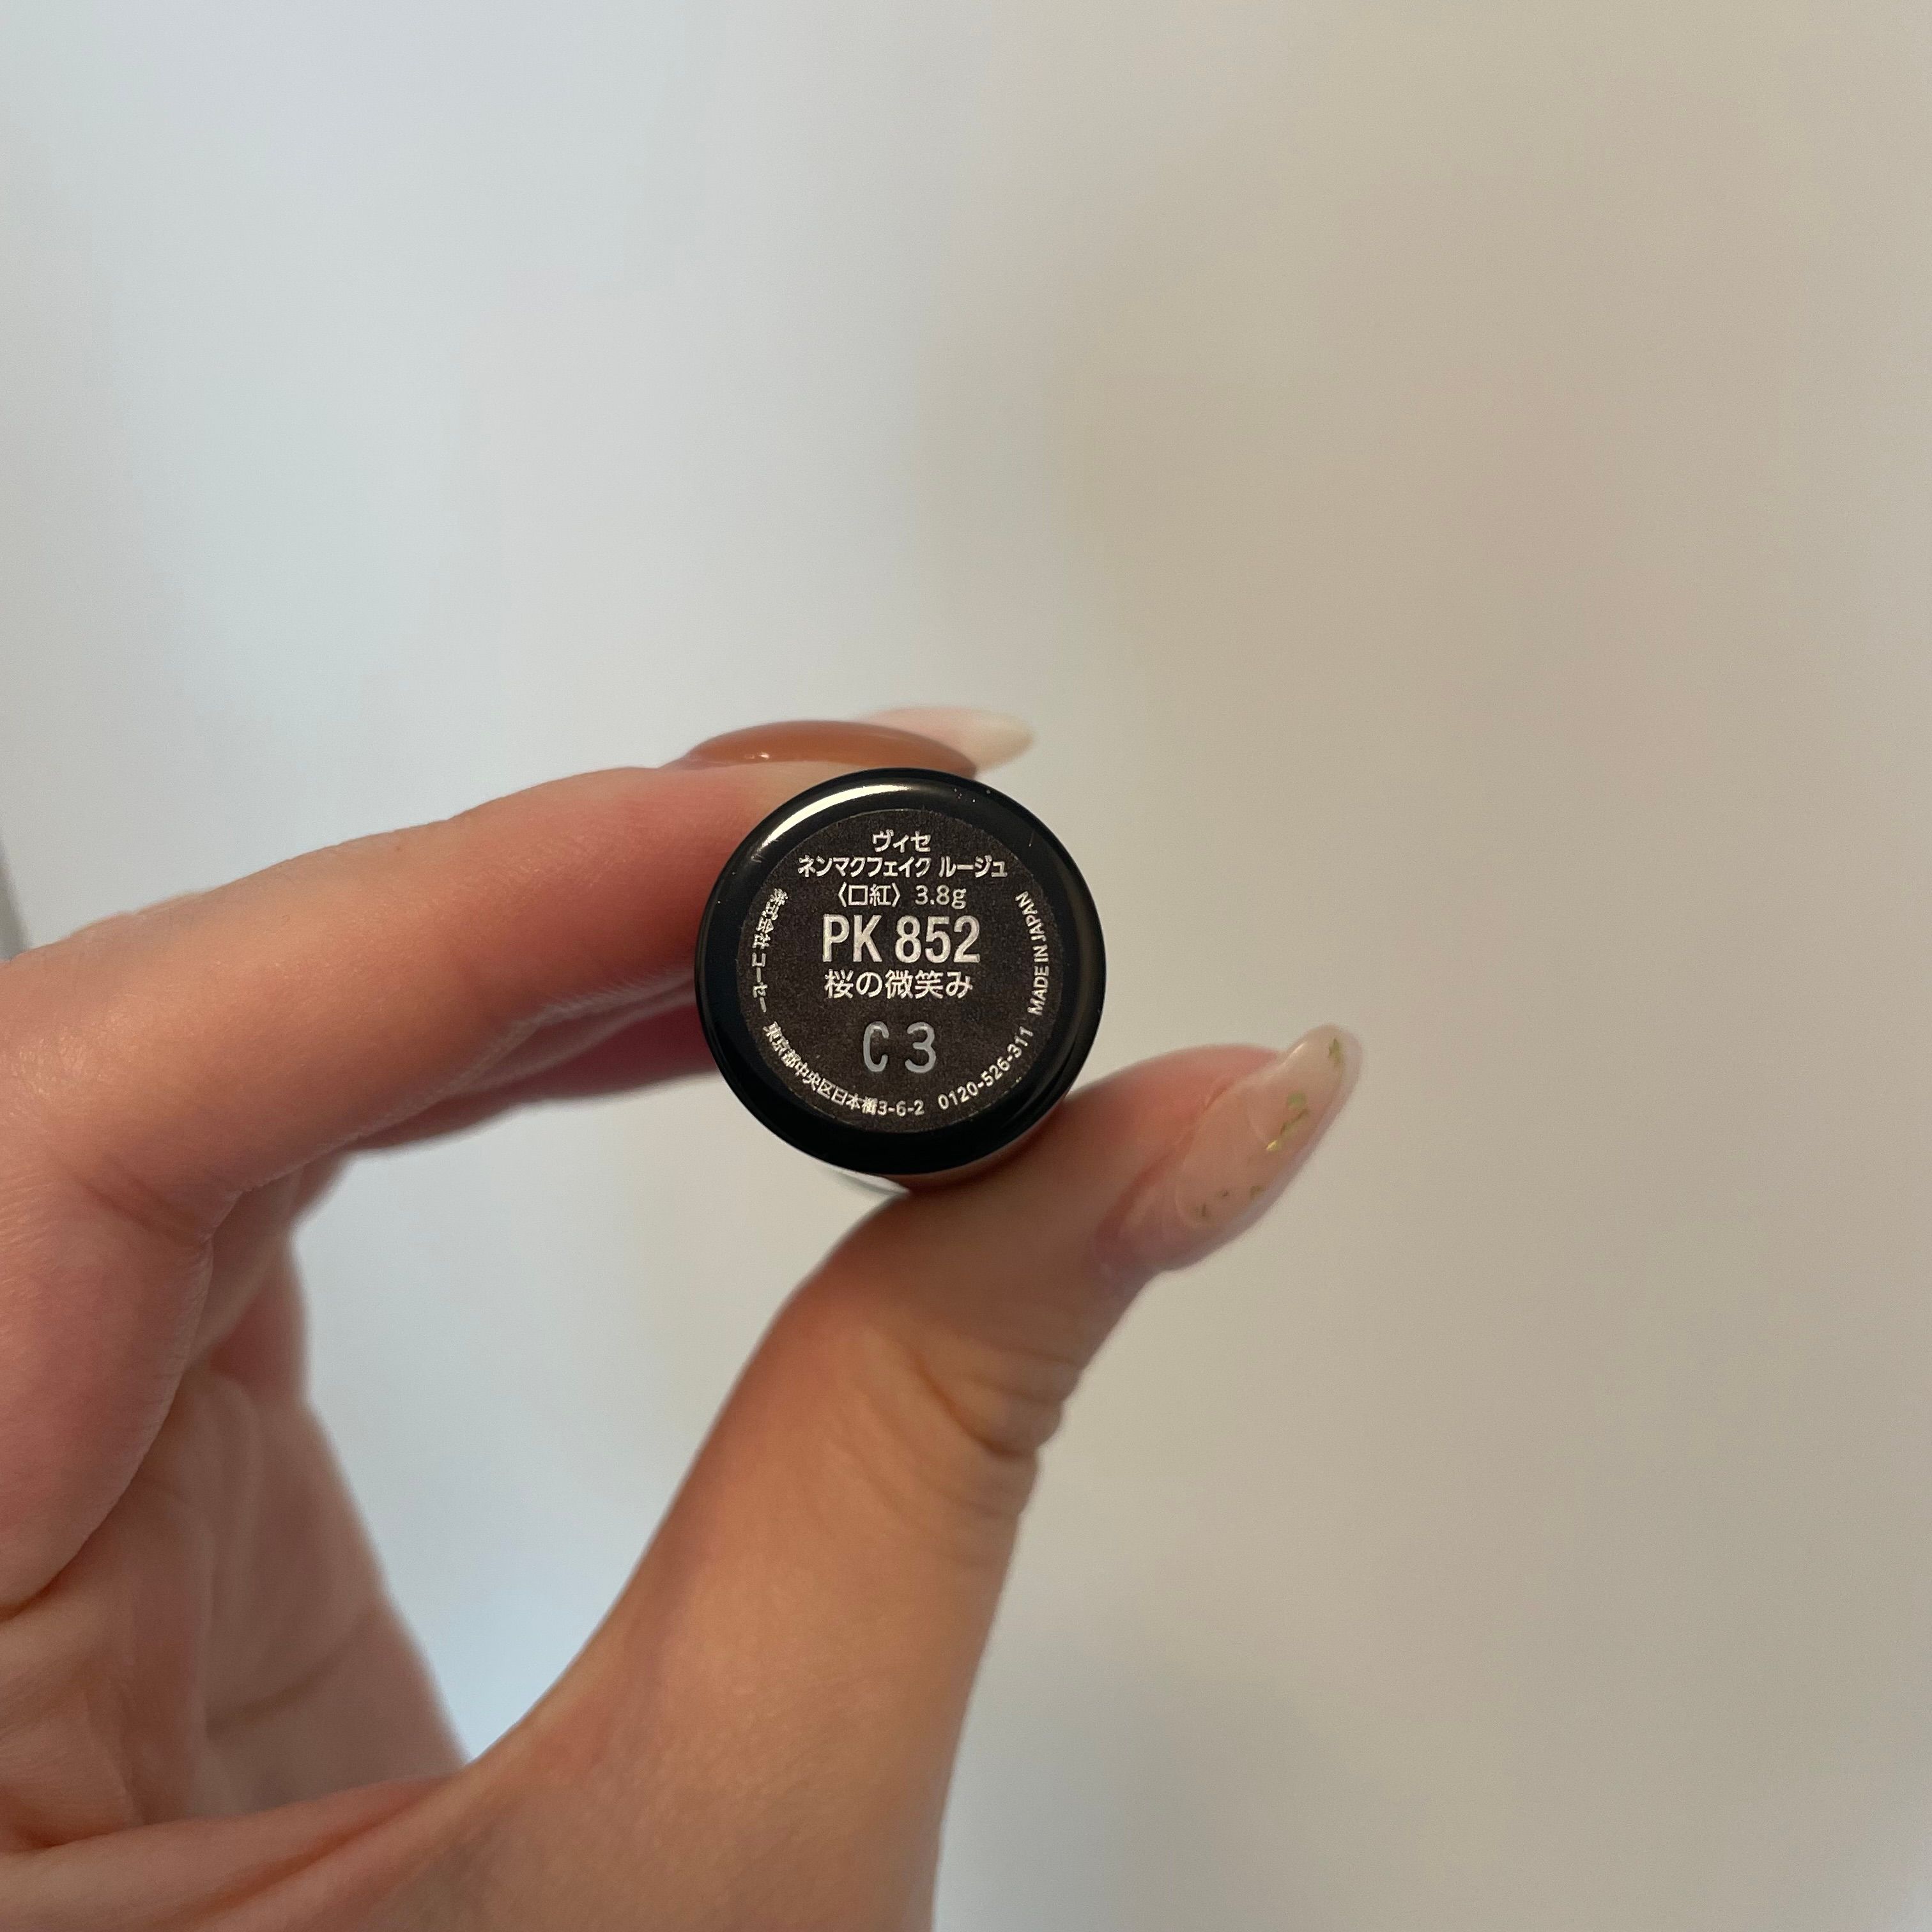 ヴィセ
ネンマクフェイク ルージュ
〈口紅〉 3.8g
PK 852
桜の微笑み
C 3
株式会社 コーセー 東京都中央区日本橋3-6-2 0120-526-311 MADE IN JAPAN